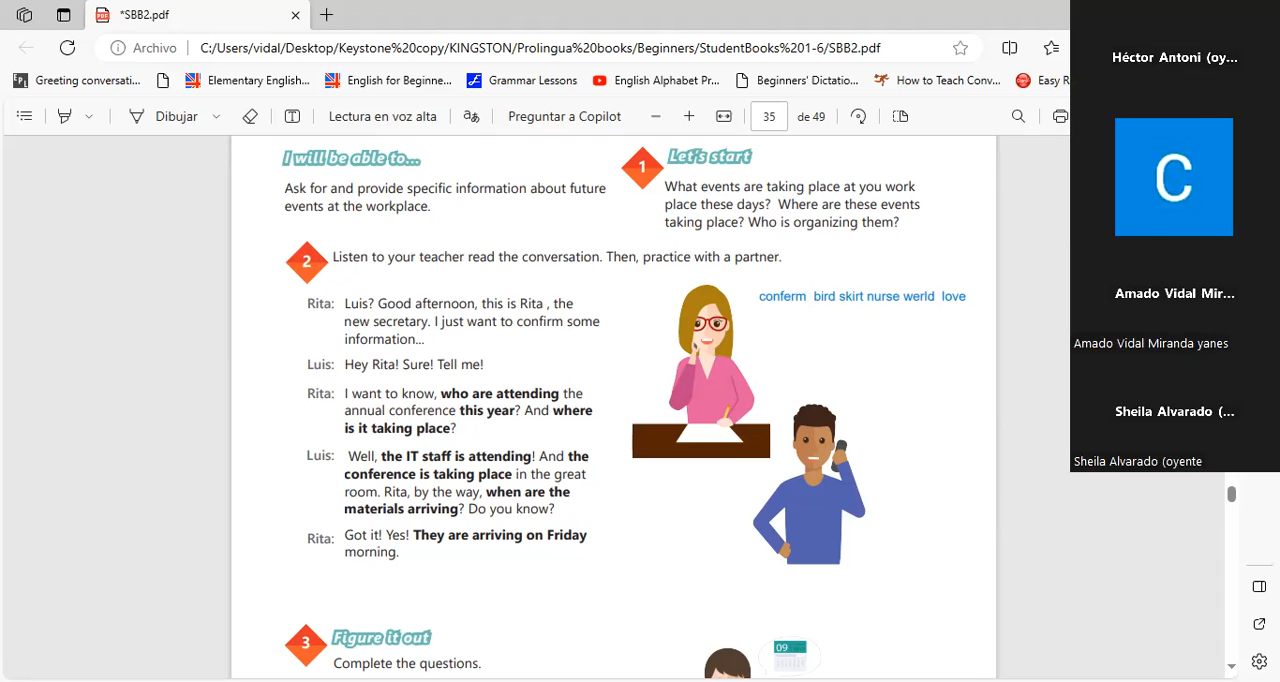 *SBB2.pdf
Archivo
C:/Users/vidal/Desktop/Keystone%20copy/KINGSTON/Prolingua%20books/Beginners/StudentBooks%201-6/SBB2.pdf
Greeting conversati...
Elementary English...
English for Beginne...
Grammar Lessons
English Alphabet Pr...
Beginners' Dictatio...
How to Teach Conv...
Easy R
Dibujar
Lectura en voz alta
aあ
Preguntar a Copilot
35
de 49
I will be able to...
Ask for and provide specific information about future
events at the workplace.
1
Let's start
What events are taking place at you work
place these days? Where are these events
taking place? Who is organizing them?
2
Listen to your teacher read the conversation. Then, practice with a partner.
conferm bird skirt nurse werld love
Rita: Luis? Good afternoon, this is Rita , the
new secretary. I just want to confirm some
information...
Luis: Hey Rita! Sure! Tell me!
Rita: I want to know, who are attending the
annual conference this year? And where
is it taking place?
Luis: Well, the IT staff is attending! And the
conference is taking place in the great
room. Rita, by the way, when are the
materials arriving? Do you know?
Rita: Got it! Yes! They are arriving on Friday
morning.
3
Figure it out
Complete the questions.
09
Héctor Antoni (oy...
C
Amado Vidal Mir...
Amado Vidal Miranda yanes
Sheila Alvarado (...
Sheila Alvarado (oyente